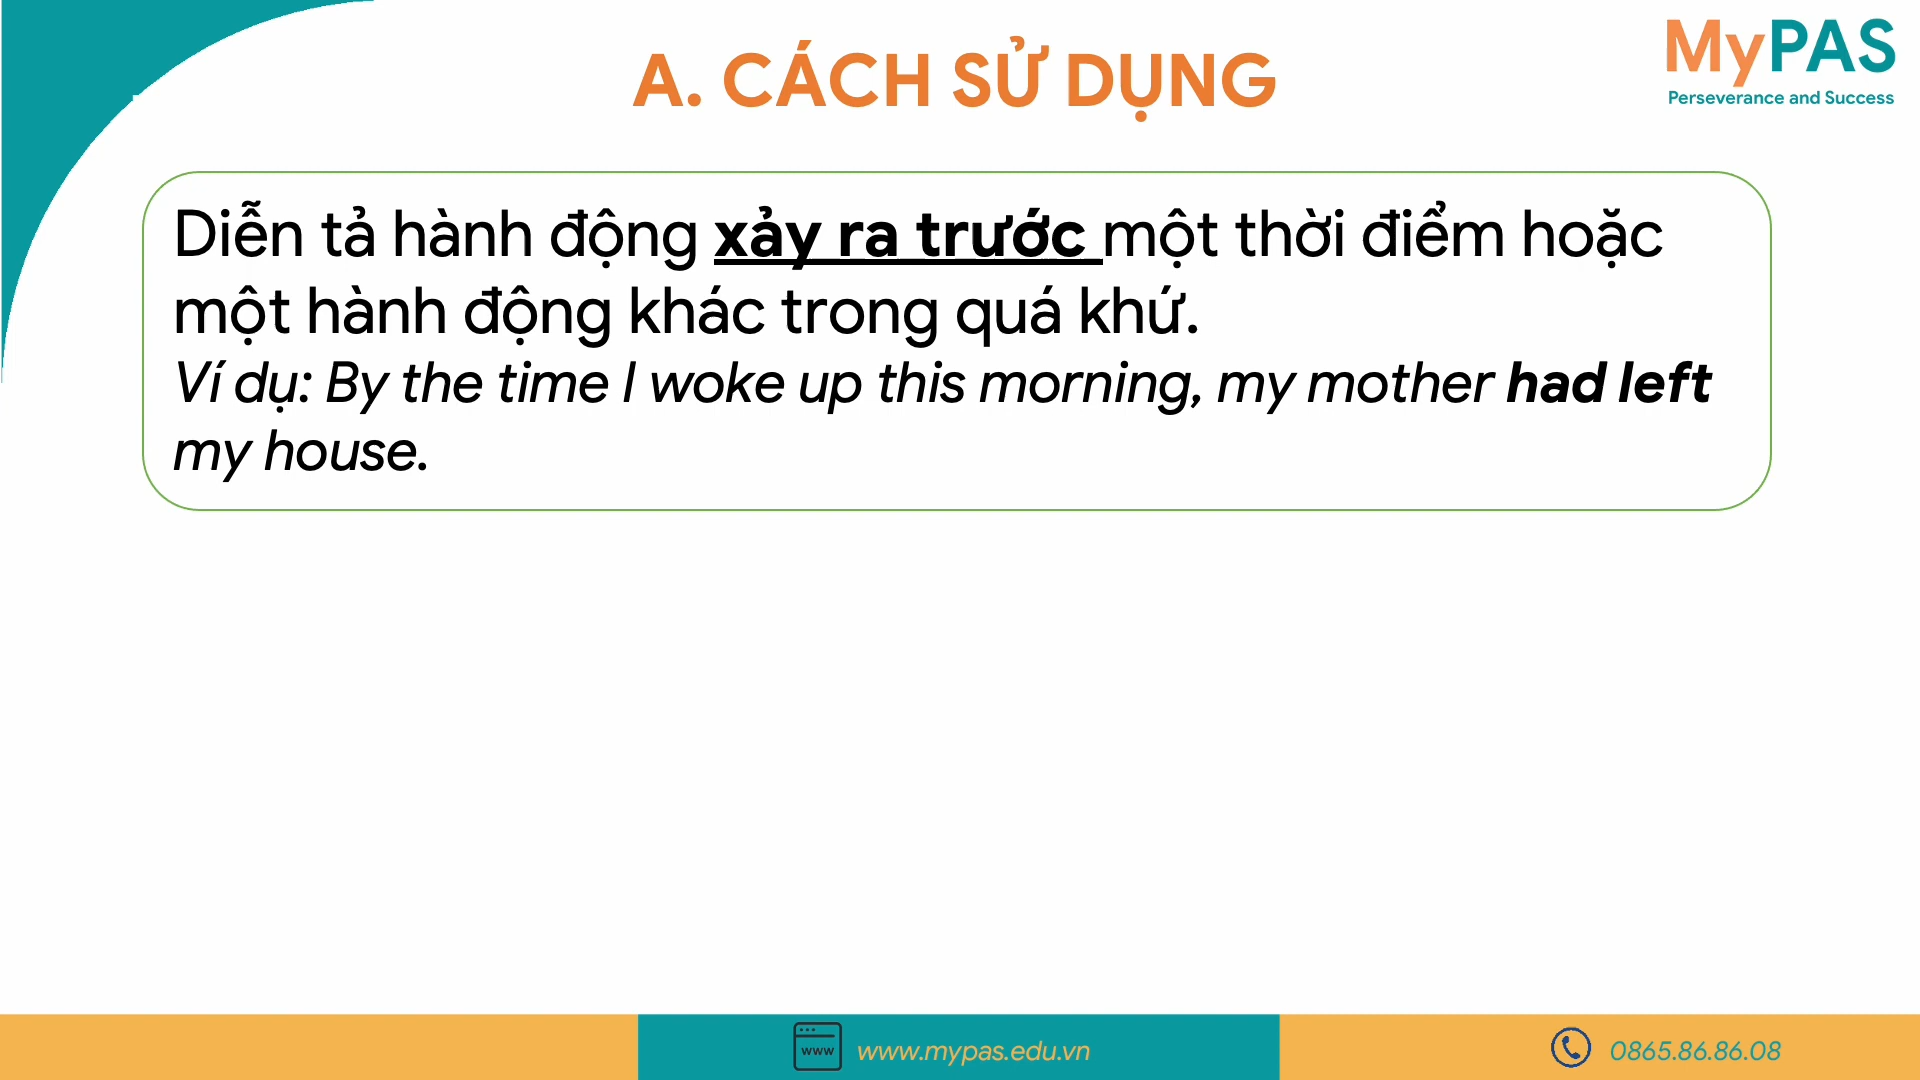 A. CÁCH SỬ DỤNG
MyPAS
Perseverance and Success
Diễn tả hành động xảy ra trước một thời điểm hoặc
một hành động khác trong quá khứ.
Ví dụ: By the time I woke up this morning, my mother had left
my house.
www
www.mypas.edu.vn
0865.86.86.08